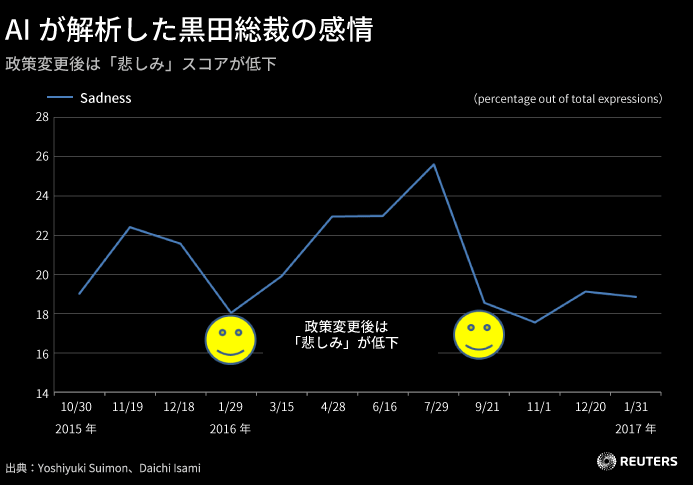 AI が解析した黒田総裁の感情
政策変更後は「悲しみ」スコアが低下
Sadness
（percentage out of total expressions）
28
26
24
22
20
18
16
14
政策変更後は
「悲しみ」が低下
10/30 11/19 12/18 1/29 3/15 4/28 6/16 7/29 9/21 11/1 12/20 1/31
2015 年 2016 年 2017 年
出典：Yoshiyuki Suimon、Daichi Isami
REUTERS